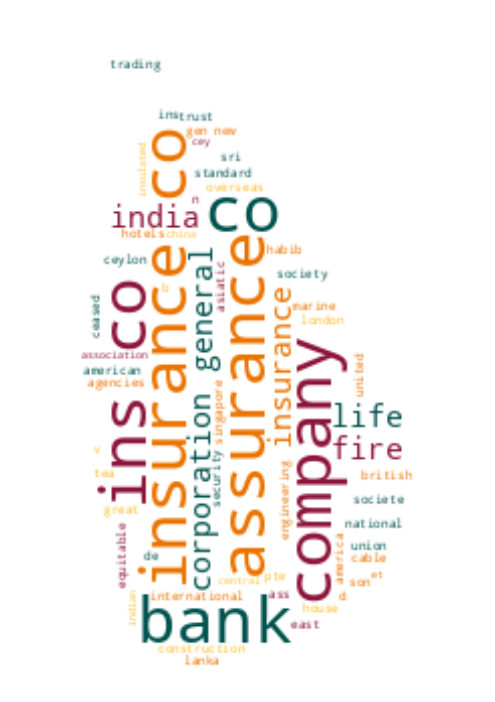 trading
ins
trust
gen new
cey
insulated
sri
standard
overseas
n
insurance co
india
co
hotels
china
habib
ceylon
society
asiatic
b
ins co
corporation general
assurance
insurance
marine
london
ceased
association
american
agencies
company
united
life
fire
singapore
security
v
tea
british
great
engineering
societe
national
equitable
union
cable
de
america
et
son
central
pte
indian
international
ass
d
house
bank
east
construction
lanka